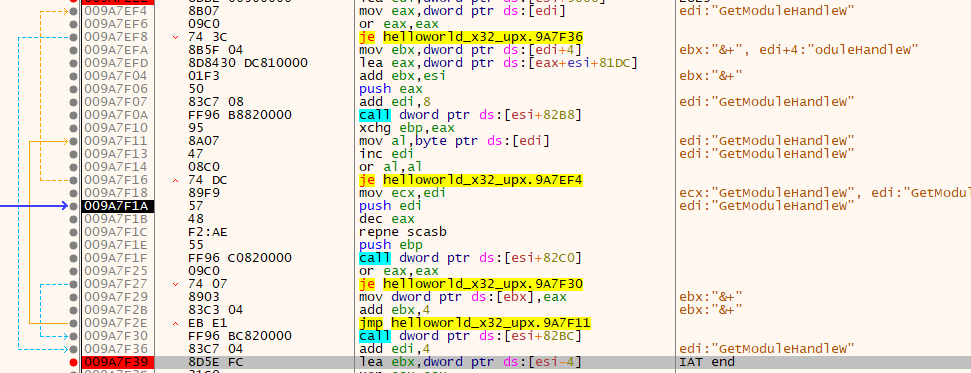 009A7EF4 8B07 mov eax,dword ptr ds:[edi] edi:"GetModuleHandleW"
009A7EF6 09C0 or eax,eax
009A7EF8 74 3C je helloworld_x32_upx.9A7F36
009A7EFA 8B5F 04 mov ebx,dword ptr ds:[edi+4] ebx:"&+", edi+4:"oduleHandleW"
009A7EFD 8D8430 DC810000 lea eax,dword ptr ds:[eax+esi+81DC]
009A7F04 01F3 add ebx,esi ebx:"&+"
009A7F06 50 push eax
009A7F07 83C7 08 add edi,8 edi:"GetModuleHandleW"
009A7F0A FF96 B8820000 call dword ptr ds:[esi+82B8]
009A7F10 95 xchg ebp,eax
009A7F11 8A07 mov al,byte ptr ds:[edi] edi:"GetModuleHandleW"
009A7F13 47 inc edi edi:"GetModuleHandleW"
009A7F14 08C0 or al,al
009A7F16 74 DC je helloworld_x32_upx.9A7EF4
009A7F18 89F9 mov ecx,edi ecx:"GetModuleHandleW", edi:"GetMod
009A7F1A 57 push edi edi:"GetModuleHandleW"
009A7F1B 48 dec eax
009A7F1C F2:AE repne scasb
009A7F1E 55 push ebp
009A7F1F FF96 C0820000 call dword ptr ds:[esi+82C0]
009A7F25 09C0 or eax,eax
009A7F27 74 07 je helloworld_x32_upx.9A7F30
009A7F29 8903 mov dword ptr ds:[ebx],eax ebx:"&+"
009A7F2B 83C3 04 add ebx,4 ebx:"&+"
009A7F2E EB E1 jmp helloworld_x32_upx.9A7F11
009A7F30 FF96 BC820000 call dword ptr ds:[esi+82BC]
009A7F36 83C7 04 add edi,4 edi:"GetModuleHandleW"
009A7F39 8D5E FC lea ebx,dword ptr ds:[esi-4] IAT end